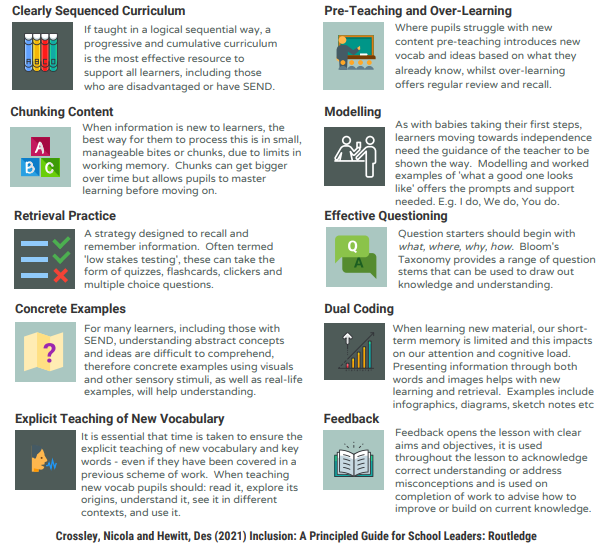 Clearly Sequenced Curriculum
If taught in a logical sequential way, a
progressive and cumulative curriculum
is the most effective resource to
support all learners, including those
who are disadvantaged or have SEND.
Pre-Teaching and Over-Learning
Where pupils struggle with new
content pre-teaching introduces new
vocab and ideas based on what they
already know, whilst over-learning
offers regular review and recall.
Chunking Content
A
B C
When information is new to learners, the
best way for them to process this is in small,
manageable bites or chunks, due to limits in
working memory. Chunks can get bigger
over time but allows pupils to master
learning before moving on.
Modelling
As with babies taking their first steps,
learners moving towards independence
need the guidance of the teacher to be
shown the way. Modelling and worked
examples of 'what a good one looks
like' offers the prompts and support
needed. E.g. I do, We do, You do.
Retrieval Practice
A strategy designed to recall and
remember information. Often termed
'low stakes testing', these can take the
form of quizzes, flashcards, clickers and
multiple choice questions.
Effective Questioning
Q
A
Question starters should begin with
what, where, why, how. Bloom's
Taxonomy provides a range of question
stems that can be used to draw out
knowledge and understanding.
Concrete Examples
?
For many learners, including those with
SEND, understanding abstract concepts
and ideas are difficult to comprehend,
therefore concrete examples using visuals
and other sensory stimuli, as well as real-life
examples, will help understanding.
Dual Coding
When learning new material, our short-
term memory is limited and this impacts
on our attention and cognitive load.
Presenting information through both
words and images helps with new
learning and retrieval. Examples include
infographics, diagrams, sketch notes etc
Explicit Teaching of New Vocabulary
It is essential that time is taken to ensure the
explicit teaching of new vocabulary and key
words - even if they have been covered in a
previous scheme of work. When teaching
new vocab pupils should: read it, explore its
origins, understand it, see it in different
contexts, and use it.
Feedback
Feedback opens the lesson with clear
aims and objectives, it is used
throughout the lesson to acknowledge
correct understanding or address
misconceptions and is used on
completion of work to advise how to
improve or build on current knowledge.
Crossley, Nicola and Hewitt, Des (2021) Inclusion: A Principled Guide for School Leaders: Routledge